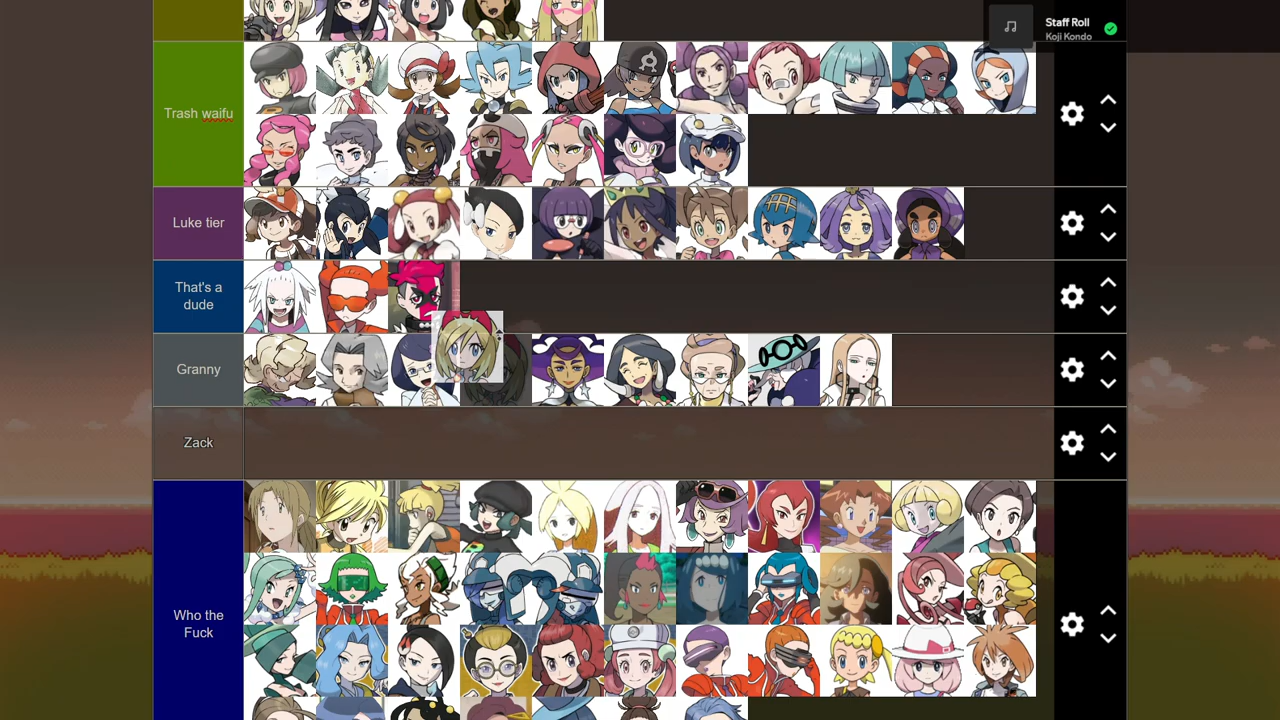 Staff Roll
Koji Kondo
Trash waifu
Luke tier
That's a
dude
Granny
Zack
Who the
Fuck